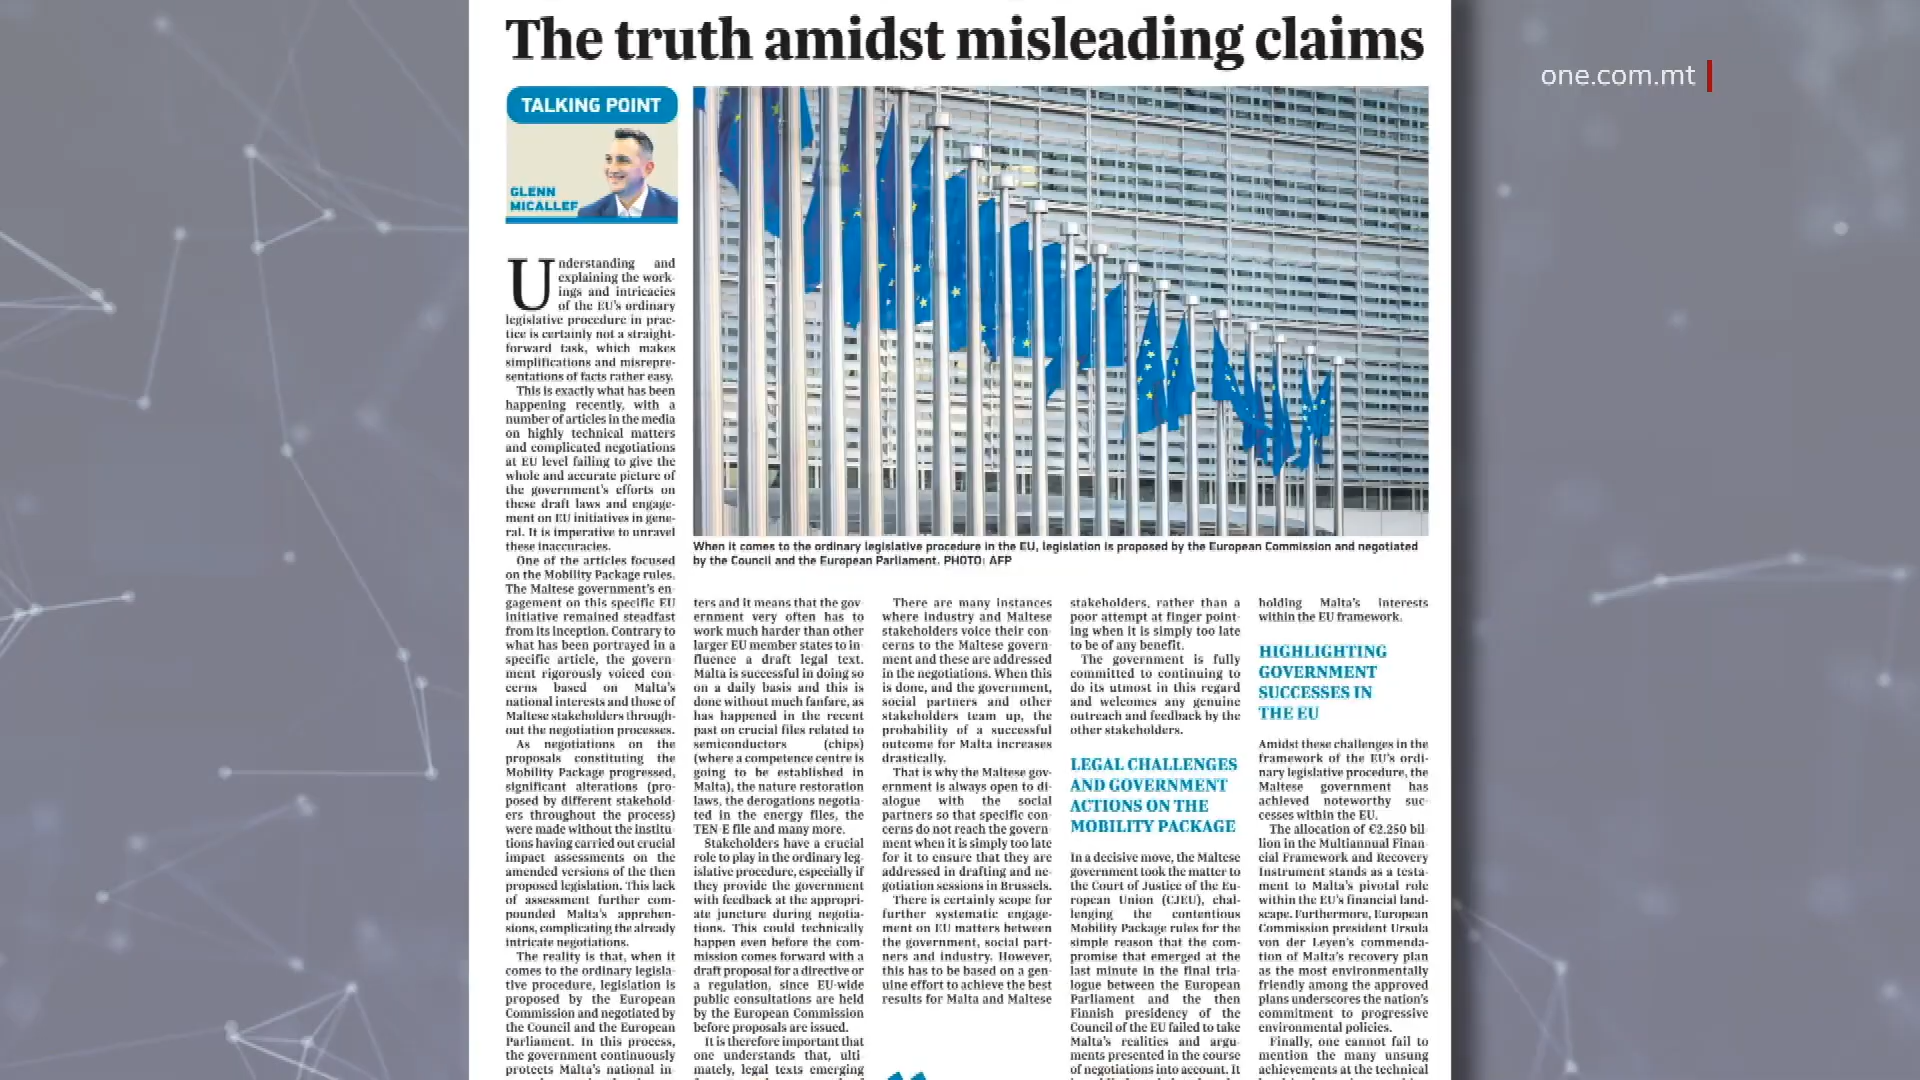 The truth amidst misleading claims
one.com.mt
TALKING POINT
GLENN
MICALLEF
Understanding and
explaining the work-
ings and intricacies
of the EU's ordinary
legislative procedure in prac-
tice is certainly not a straight-
forward task, which makes
simplifications and misrepre-
sentations of facts rather easy.
This is exactly what has been
happening recently, with a
number of articles in the media
on highly technical matters
and complicated negotiations
at EU level failing to give the
whole and accurate picture of
the government's efforts on
these draft laws and engage-
ment on EU initiatives in gene-
ral. It is imperative to unravel
these inaccuracies.
One of the articles focused
on the Mobility Package rules.
The Maltese government's en-
gagement on this specific EU
initiative remained steadfast
from its inception. Contrary to
what has been portrayed in a
specific article, the govern-
ment rigorously voiced con-
cerns based on Malta's
national interests and those of
Maltese stakeholders through-
out the negotiation processes.
As negotiations on the
proposals constituting the
Mobility Package progressed,
significant alterations (pro-
posed by different stakehold-
ers throughout the process)
were made without the institu-
tions having carried out crucial
impact assessments on the
amended versions of the then
proposed legislation. This lack
of assessment further com-
pounded Malta's apprehen-
sions, complicating the already
intricate negotiations.
The reality is that, when it
comes to the ordinary legisla-
tive procedure, legislation is
proposed by the European
Commission and negotiated by
the Council and the European
Parliament. In this process,
the government continuously
protects Malta's national in-
When it comes to the ordinary legislative procedure in the EU, legislation is proposed by the European Commission and negotiated
by the Council and the European Parliament. PHOTO: AFP
ters and it means that the gov-
ernment very often has to
work much harder than other
larger EU member states to in-
fluence a draft legal text.
Malta is successful in doing so
on a daily basis and this is
done without much fanfare, as
has happened in the recent
past on crucial files related to
semiconductors (chips)
(where a competence centre is
going to be established in
Malta), the nature restoration
laws, the derogations negotia-
ted in the energy files, the
TEN-E file and many more.
Stakeholders have a crucial
role to play in the ordinary leg-
islative procedure, especially if
they provide the government
with feedback at the appropri-
ate juncture during negotia-
tions. This could technically
happen even before the com-
mission comes forward with a
draft proposal for a directive or
a regulation, since EU-wide
public consultations are held
by the European Commission
before proposals are issued.
It is therefore important that
one understands that, ulti-
mately, legal texts emerging
There are many instances
where industry and Maltese
stakeholders voice their con-
cerns to the Maltese govern-
ment and these are addressed
in the negotiations. When this
is done, and the government,
social partners and other
stakeholders team up, the
probability of a successful
outcome for Malta increases
drastically.
That is why the Maltese gov-
ernment is always open to di-
alogue with the social
partners so that specific con-
cerns do not reach the govern-
ment when it is simply too late
for it to ensure that they are
addressed in drafting and ne-
gotiation sessions in Brussels.
There is certainly scope for
further systematic engage-
ment on EU matters between
the government, social part-
ners and industry. However,
this has to be based on a gen-
uine effort to achieve the best
results for Malta and Maltese
stakeholders, rather than a
poor attempt at finger point-
ing when it is simply too late
to be of any benefit.
The government is fully
committed to continuing to
do its utmost in this regard
and welcomes any genuine
outreach and feedback by the
other stakeholders.
LEGAL CHALLENGES
AND GOVERNMENT
ACTIONS ON THE
MOBILITY PACKAGE
In a decisive move, the Maltese
government took the matter to
the Court of Justice of the Eu-
ropean Union (CJEU), chal-
lenging the contentious
Mobility Package rules for the
simple reason that the com-
promise that emerged at the
last minute in the final tria-
logue between the European
Parliament and the then
Finnish presidency of the
Council of the EU failed to take
Malta's realities and argu-
ments presented in the course
of negotiations into account. It
holding Malta's interests
within the EU framework.
HIGHLIGHTING
GOVERNMENT
SUCCESSES IN
THE EU
Amidst these challenges in the
framework of the EU's ordi-
nary legislative procedure, the
Maltese government has
achieved noteworthy suc-
cesses within the EU.
The allocation of €2.250 bil-
lion in the Multiannual Finan-
cial Framework and Recovery
Instrument stands as a testa-
ment to Malta's pivotal role
within the EU's financial land-
scape. Furthermore, European
Commission president Ursula
von der Leyen's commenda-
tion of Malta's recovery plan
as the most environmentally
friendly among the approved
plans underscores the nation's
commitment to progressive
environmental policies.
Finally, one cannot fail to
mention the many unsung
achievements at the technical